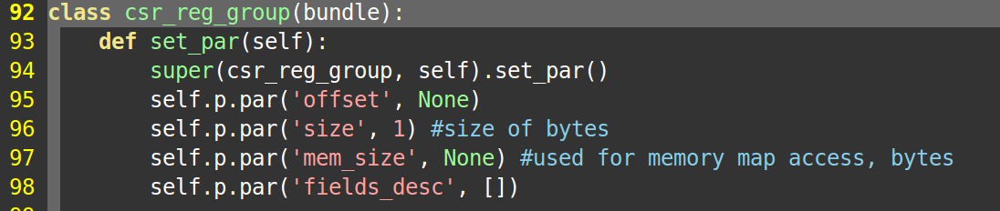 92 class csr_reg_group(bundle):
93     def set_par(self):
94         super(csr_reg_group, self).set_par()
95         self.p.par('offset', None)
96         self.p.par('size', 1) #size of bytes
97         self.p.par('mem_size', None) #used for memory map access, bytes
98         self.p.par('fields_desc', [])